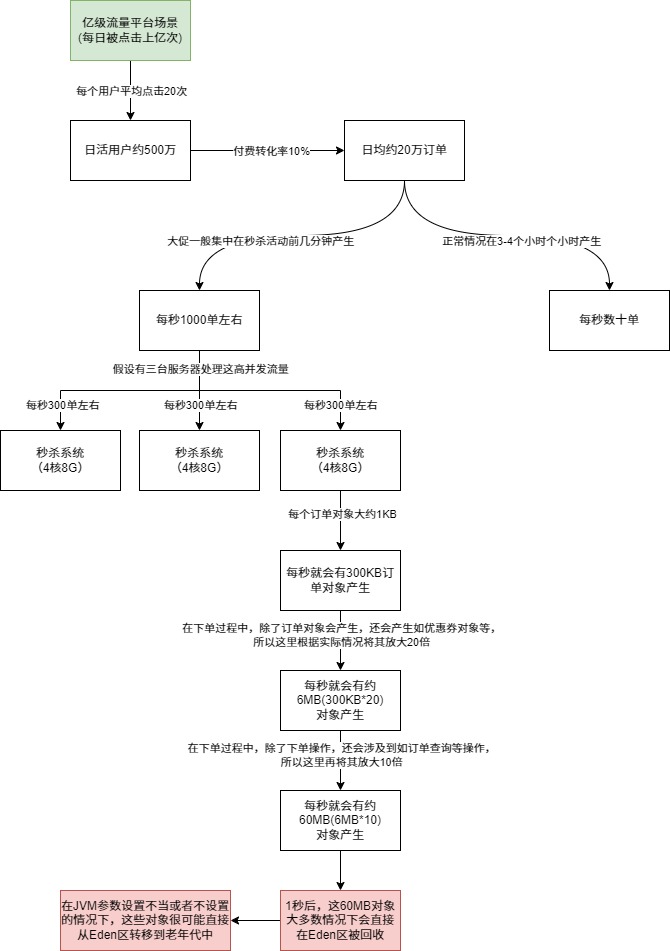 亿级流量平台场景
(每日被点击上亿次)
每个用户平均点击20次
日活用户约500万
付费转化率10%
日均约20万订单
大促一般集中在秒杀活动前几分钟产生
正常情况在3-4个小时个小时产生
每秒1000单左右
每秒数十单
假设有三台服务器处理这高并发流量
每秒300单左右
每秒300单左右
每秒300单左右
秒杀系统
（4核8G）
秒杀系统
（4核8G）
秒杀系统
（4核8G）
每个订单对象大约1KB
每秒就会有300KB订
单对象产生
在下单过程中，除了订单对象会产生，还会产生如优惠券对象等，
所以这里根据实际情况将其放大20倍
每秒就会有约
6MB(300KB*20)
对象产生
在下单过程中，除了下单操作，还会涉及到如订单查询等操作，
所以这里再将其放大10倍
每秒就会有约
60MB(6MB*10)
对象产生
在JVM参数设置不当或者不设置
的情况下，这些对象很可能直接
从Eden区转移到老年代中
1秒后，这60MB对象
大多数情况下会直接
在Eden区被回收